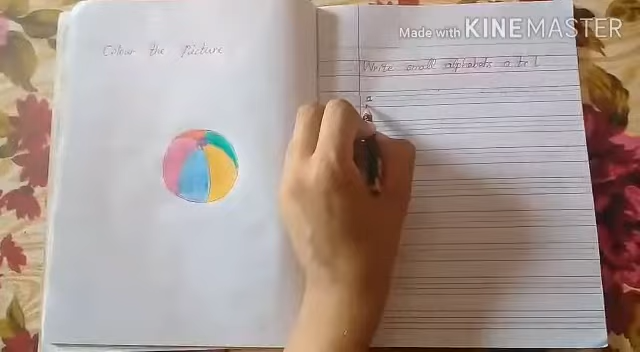 Made with KINEMASTER
Colour the Picture
Write small alphabets a to l
a